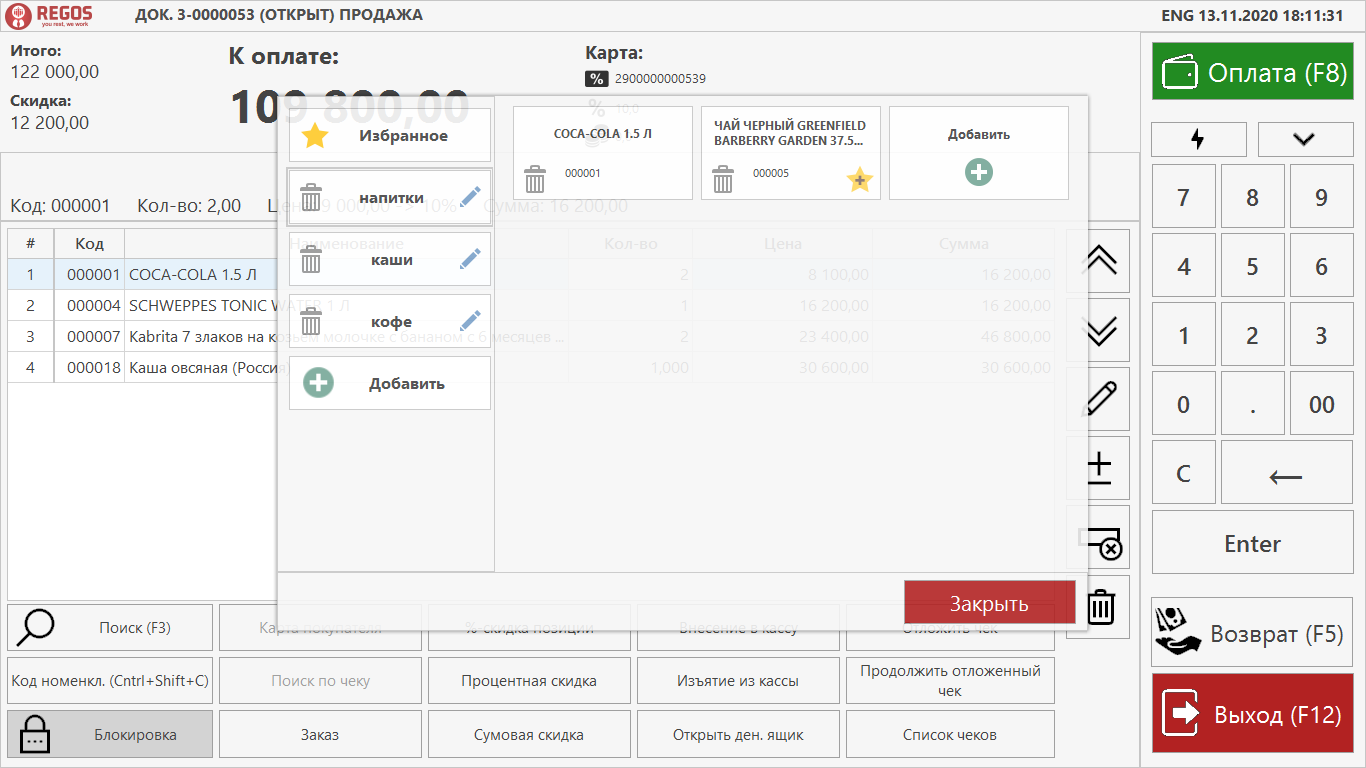 REGOS
you rest, we work
ДОК. 3-0000053 (ОТКРЫТ) ПРОДАЖА
ENG 13.11.2020 18:11:31
Итого:
122 000,00
Скидка:
12 200,00
К оплате:
109 800,00
Карта:
% 2900000000539
% 10,0
Оплата (F8)
Избранное
напитки
каши
кофе
Добавить
COCA-COLA 1.5 Л
000001
ЧАЙ ЧЕРНЫЙ GREENFIELD
BARBERRY GARDEN 37.5...
000005
Добавить
Закрыть
Код: 000001 Кол-во: 2,00 Цена: 9 000,00 -> 10% Сумма: 16 200,00
# Код Наименование Кол-во Цена Сумма
1 000001 COCA-COLA 1.5 Л 2 8 100,00 16 200,00
2 000004 SCHWEPPES TONIC WATER 1 Л 1 16 200,00 16 200,00
3 000007 Kabrita 7 злаков на козьем молочке с бананом с 6 месяцев ... 2 23 400,00 46 800,00
4 000018 Каша овсяная (Россия) 1,000 30 600,00 30 600,00
7 8 9
4 5 6
1 2 3
0 . 00
C ←
Enter
Поиск (F3)
Карта покупателя
%-скидка позиции
Внесение в кассу
Отложить чек
Код номенкл. (Cntrl+Shift+C)
Поиск по чеку
Процентная скидка
Изъятие из кассы
Продолжить отложенный
чек
Блокировка
Заказ
Сумовая скидка
Открыть ден. ящик
Список чеков
Возврат (F5)
Выход (F12)